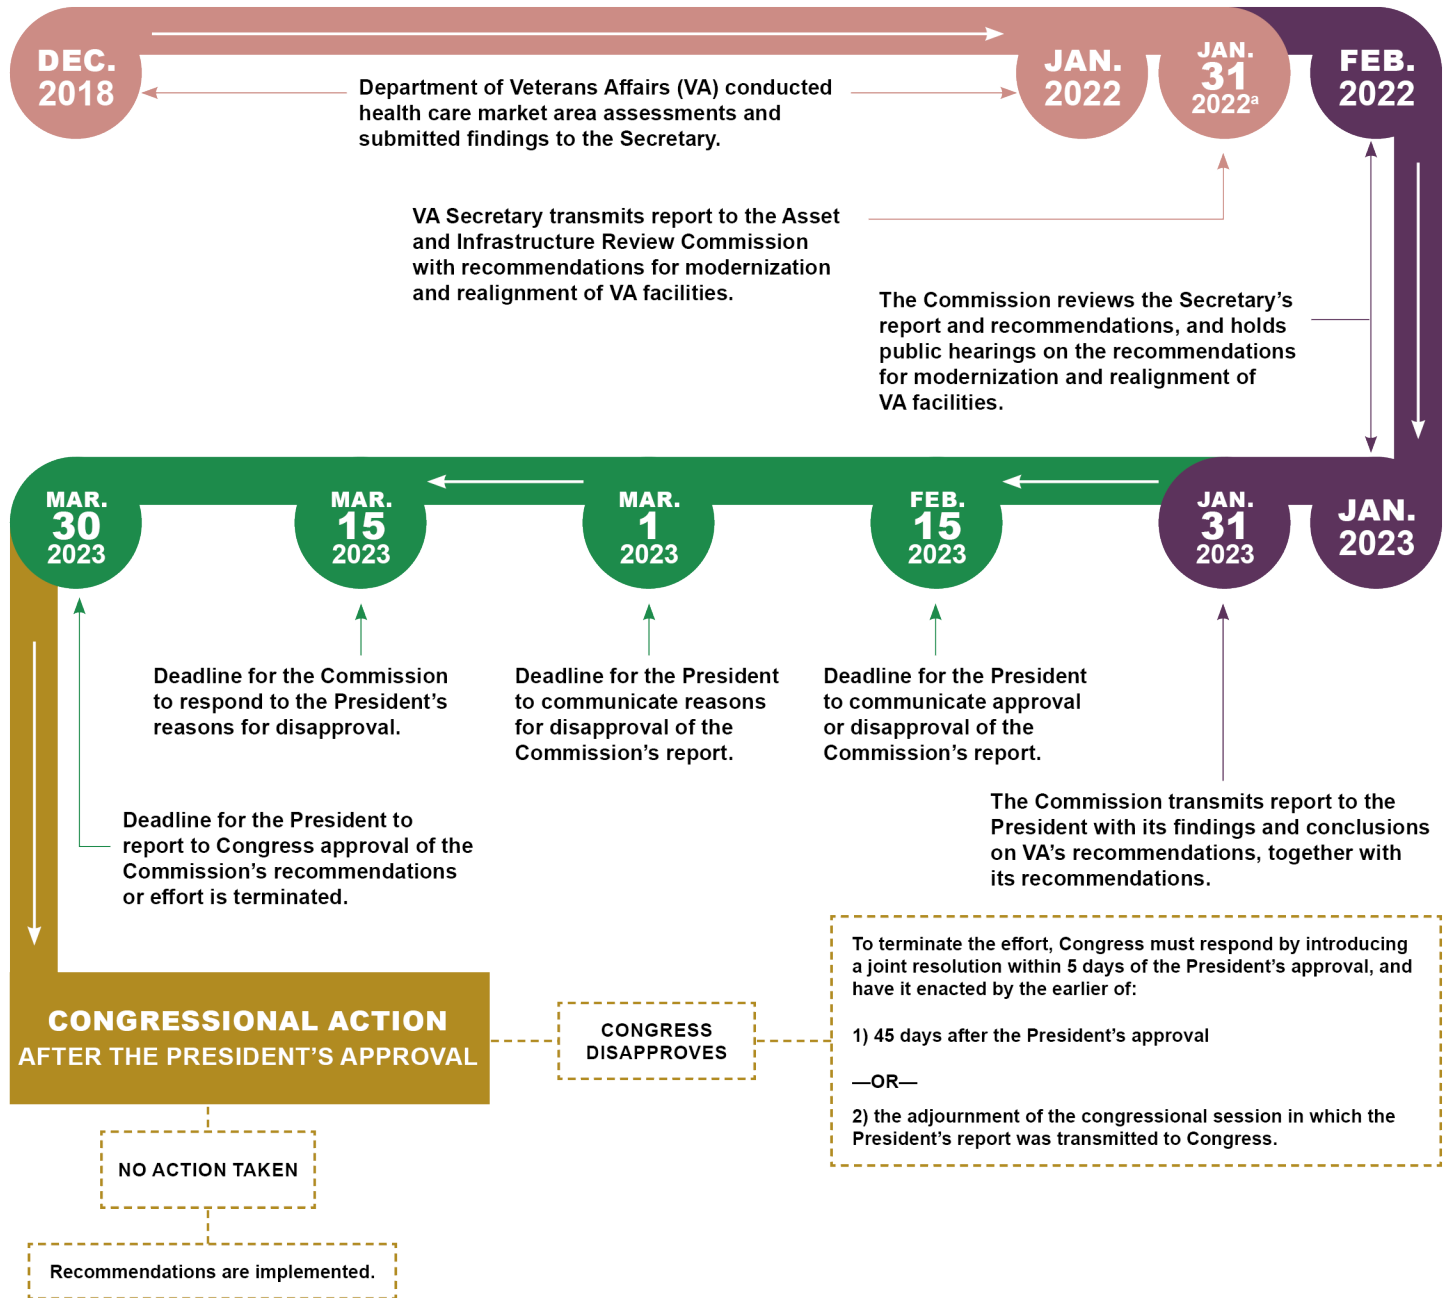 DEC.
2018
JAN.
2022
JAN.
31
2022ª
FEB.
2022
Department of Veterans Affairs (VA) conducted
health care market area assessments and
submitted findings to the Secretary.
VA Secretary transmits report to the Asset
and Infrastructure Review Commission
with recommendations for modernization
and realignment of VA facilities.
The Commission reviews the Secretary’s
report and recommendations, and holds
public hearings on the recommendations
for modernization and realignment of
VA facilities.
JAN.
2023
JAN.
31
2023
FEB.
15
2023
MAR.
1
2023
MAR.
15
2023
MAR.
30
2023
The Commission transmits report to the
President with its findings and conclusions
on VA’s recommendations, together with
its recommendations.
Deadline for the President
to communicate approval
or disapproval of the
Commission’s report.
Deadline for the President
to communicate reasons
for disapproval of the
Commission’s report.
Deadline for the Commission
to respond to the President’s
reasons for disapproval.
Deadline for the President to
report to Congress approval of the
Commission’s recommendations
or effort is terminated.
CONGRESSIONAL ACTION
AFTER THE PRESIDENT’S APPROVAL
CONGRESS
DISAPPROVES
To terminate the effort, Congress must respond by introducing
a joint resolution within 5 days of the President’s approval, and
have it enacted by the earlier of:
1) 45 days after the President’s approval
—OR—
2) the adjournment of the congressional session in which the
President’s report was transmitted to Congress.
NO ACTION TAKEN
Recommendations are implemented.